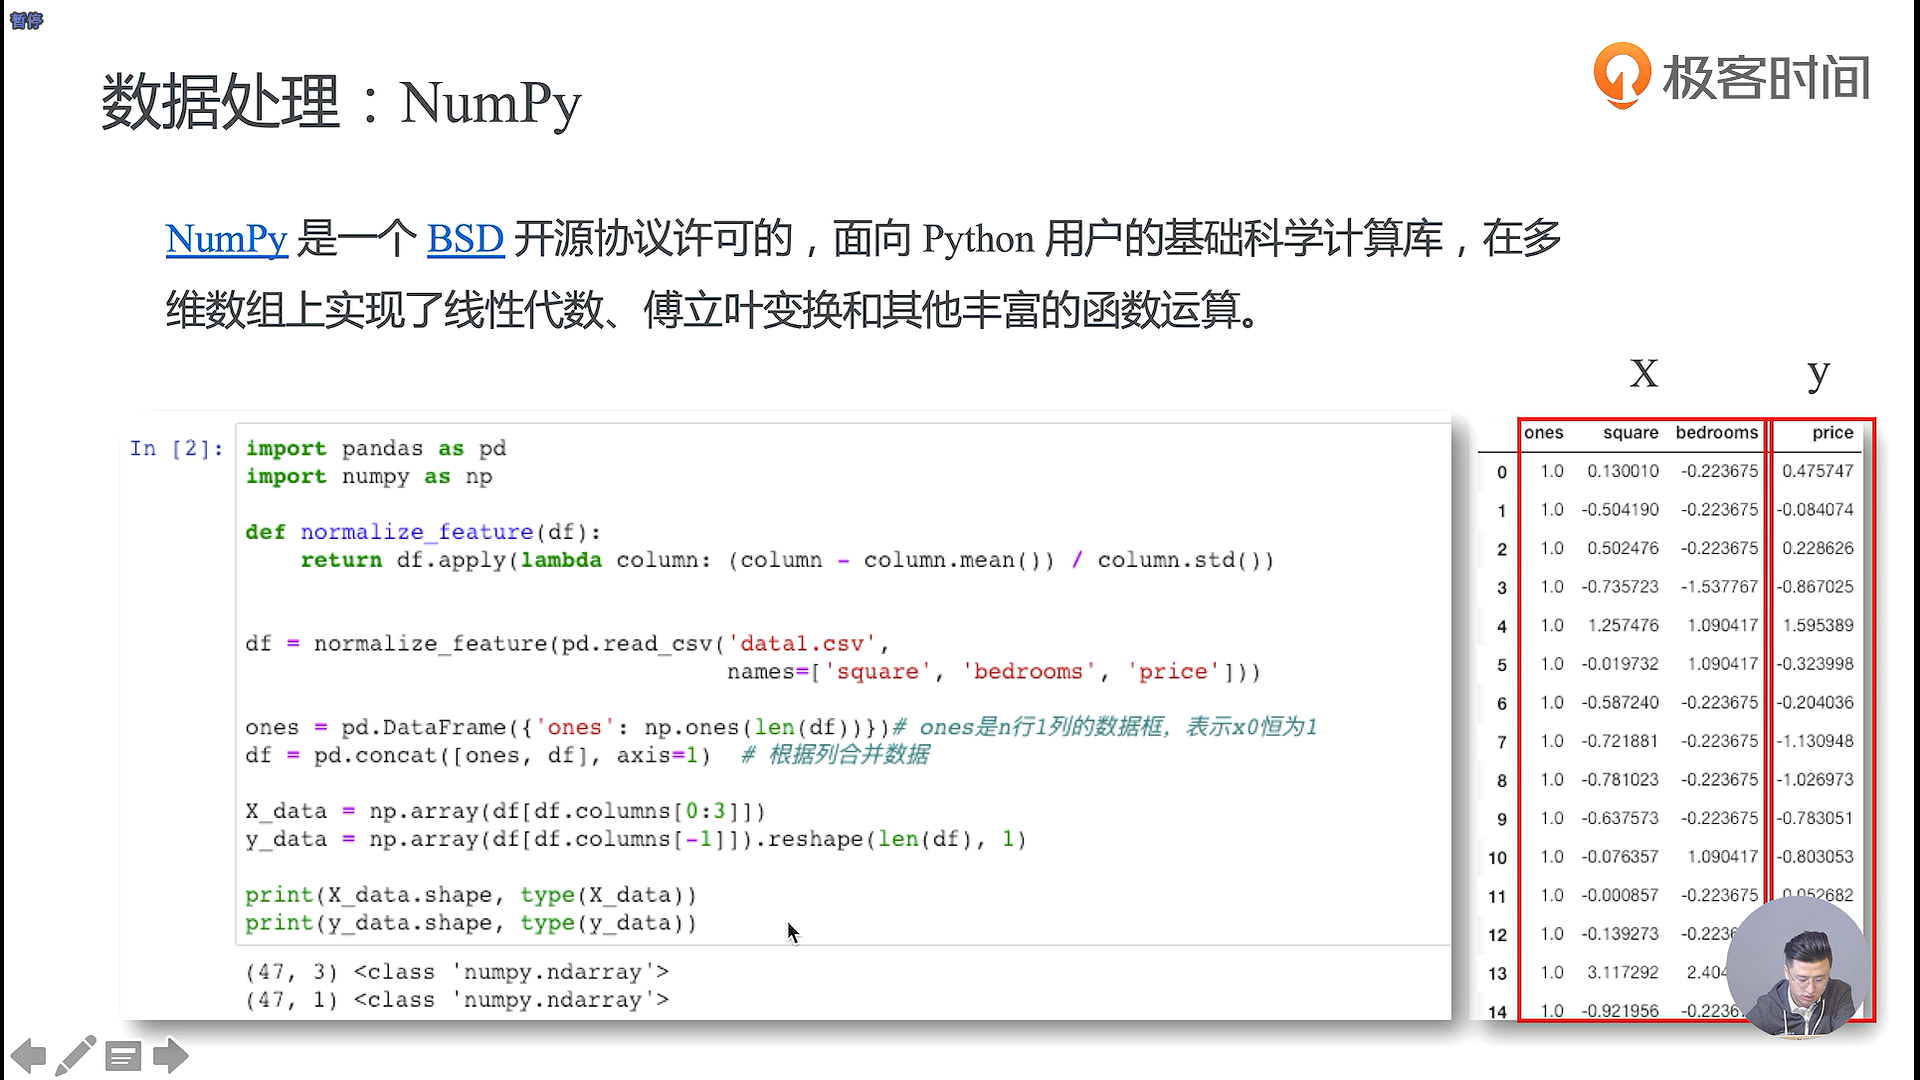 暂停
数据处理：NumPy
极客时间
NumPy 是一个 BSD 开源协议许可的，面向 Python 用户的基础科学计算库，在多
维数组上实现了线性代数、傅立叶变换和其他丰富的函数运算。
X y
In [2]:
import pandas as pd
import numpy as np
def normalize_feature(df):
    return df.apply(lambda column: (column - column.mean()) / column.std())
df = normalize_feature(pd.read_csv('data1.csv',
                                   names=['square', 'bedrooms', 'price']))
ones = pd.DataFrame({'ones': np.ones(len(df))})# ones是n行1列的数据框，表示x0恒为1
df = pd.concat([ones, df], axis=1)  # 根据列合并数据
X_data = np.array(df[df.columns[0:3]])
y_data = np.array(df[df.columns[-1]]).reshape(len(df), 1)
print(X_data.shape, type(X_data))
print(y_data.shape, type(y_data))
(47, 3) <class 'numpy.ndarray'>
(47, 1) <class 'numpy.ndarray'>
ones square bedrooms price
0 1.0 0.130010 -0.223675 0.475747
1 1.0 -0.504190 -0.223675 -0.084074
2 1.0 0.502476 -0.223675 0.228626
3 1.0 -0.735723 -1.537767 -0.867025
4 1.0 1.257476 1.090417 1.595389
5 1.0 -0.019732 1.090417 -0.323998
6 1.0 -0.587240 -0.223675 -0.204036
7 1.0 -0.721881 -0.223675 -1.130948
8 1.0 -0.781023 -0.223675 -1.026973
9 1.0 -0.637573 -0.223675 -0.783051
10 1.0 -0.076357 1.090417 -0.803053
11 1.0 -0.000857 -0.223675 0.052682
12 1.0 -0.139273
13 1.0 3.117292
14 1.0 -0.921956